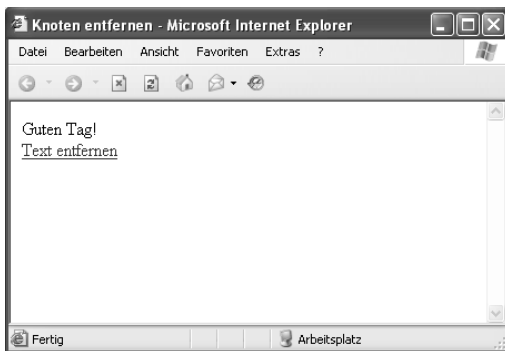 Knoten entfernen - Microsoft Internet Explorer
Datei Bearbeiten Ansicht Favoriten Extras ?
Guten Tag!
Text entfernen
Fertig Arbeitsplatz